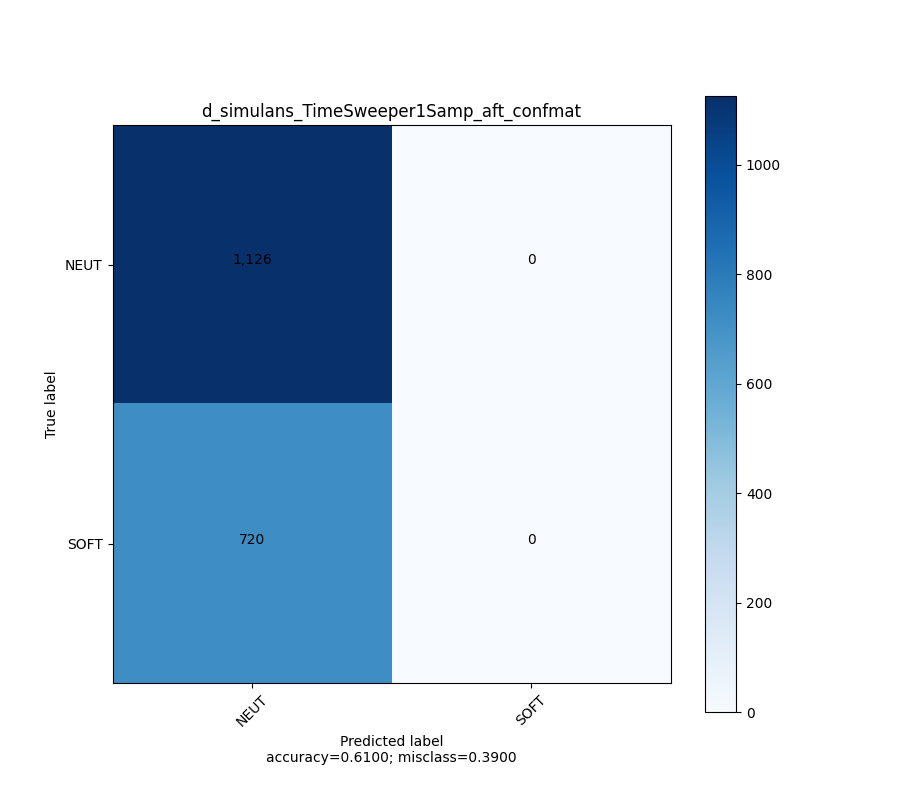 d_simulans_TimeSweeper1Samp_aft_confmat
1000
NEUT
1,126
0
800
600
True label
400
SOFT
720
0
200
0
NEUT
SOFT
Predicted label
accuracy=0.6100; misclass=0.3900